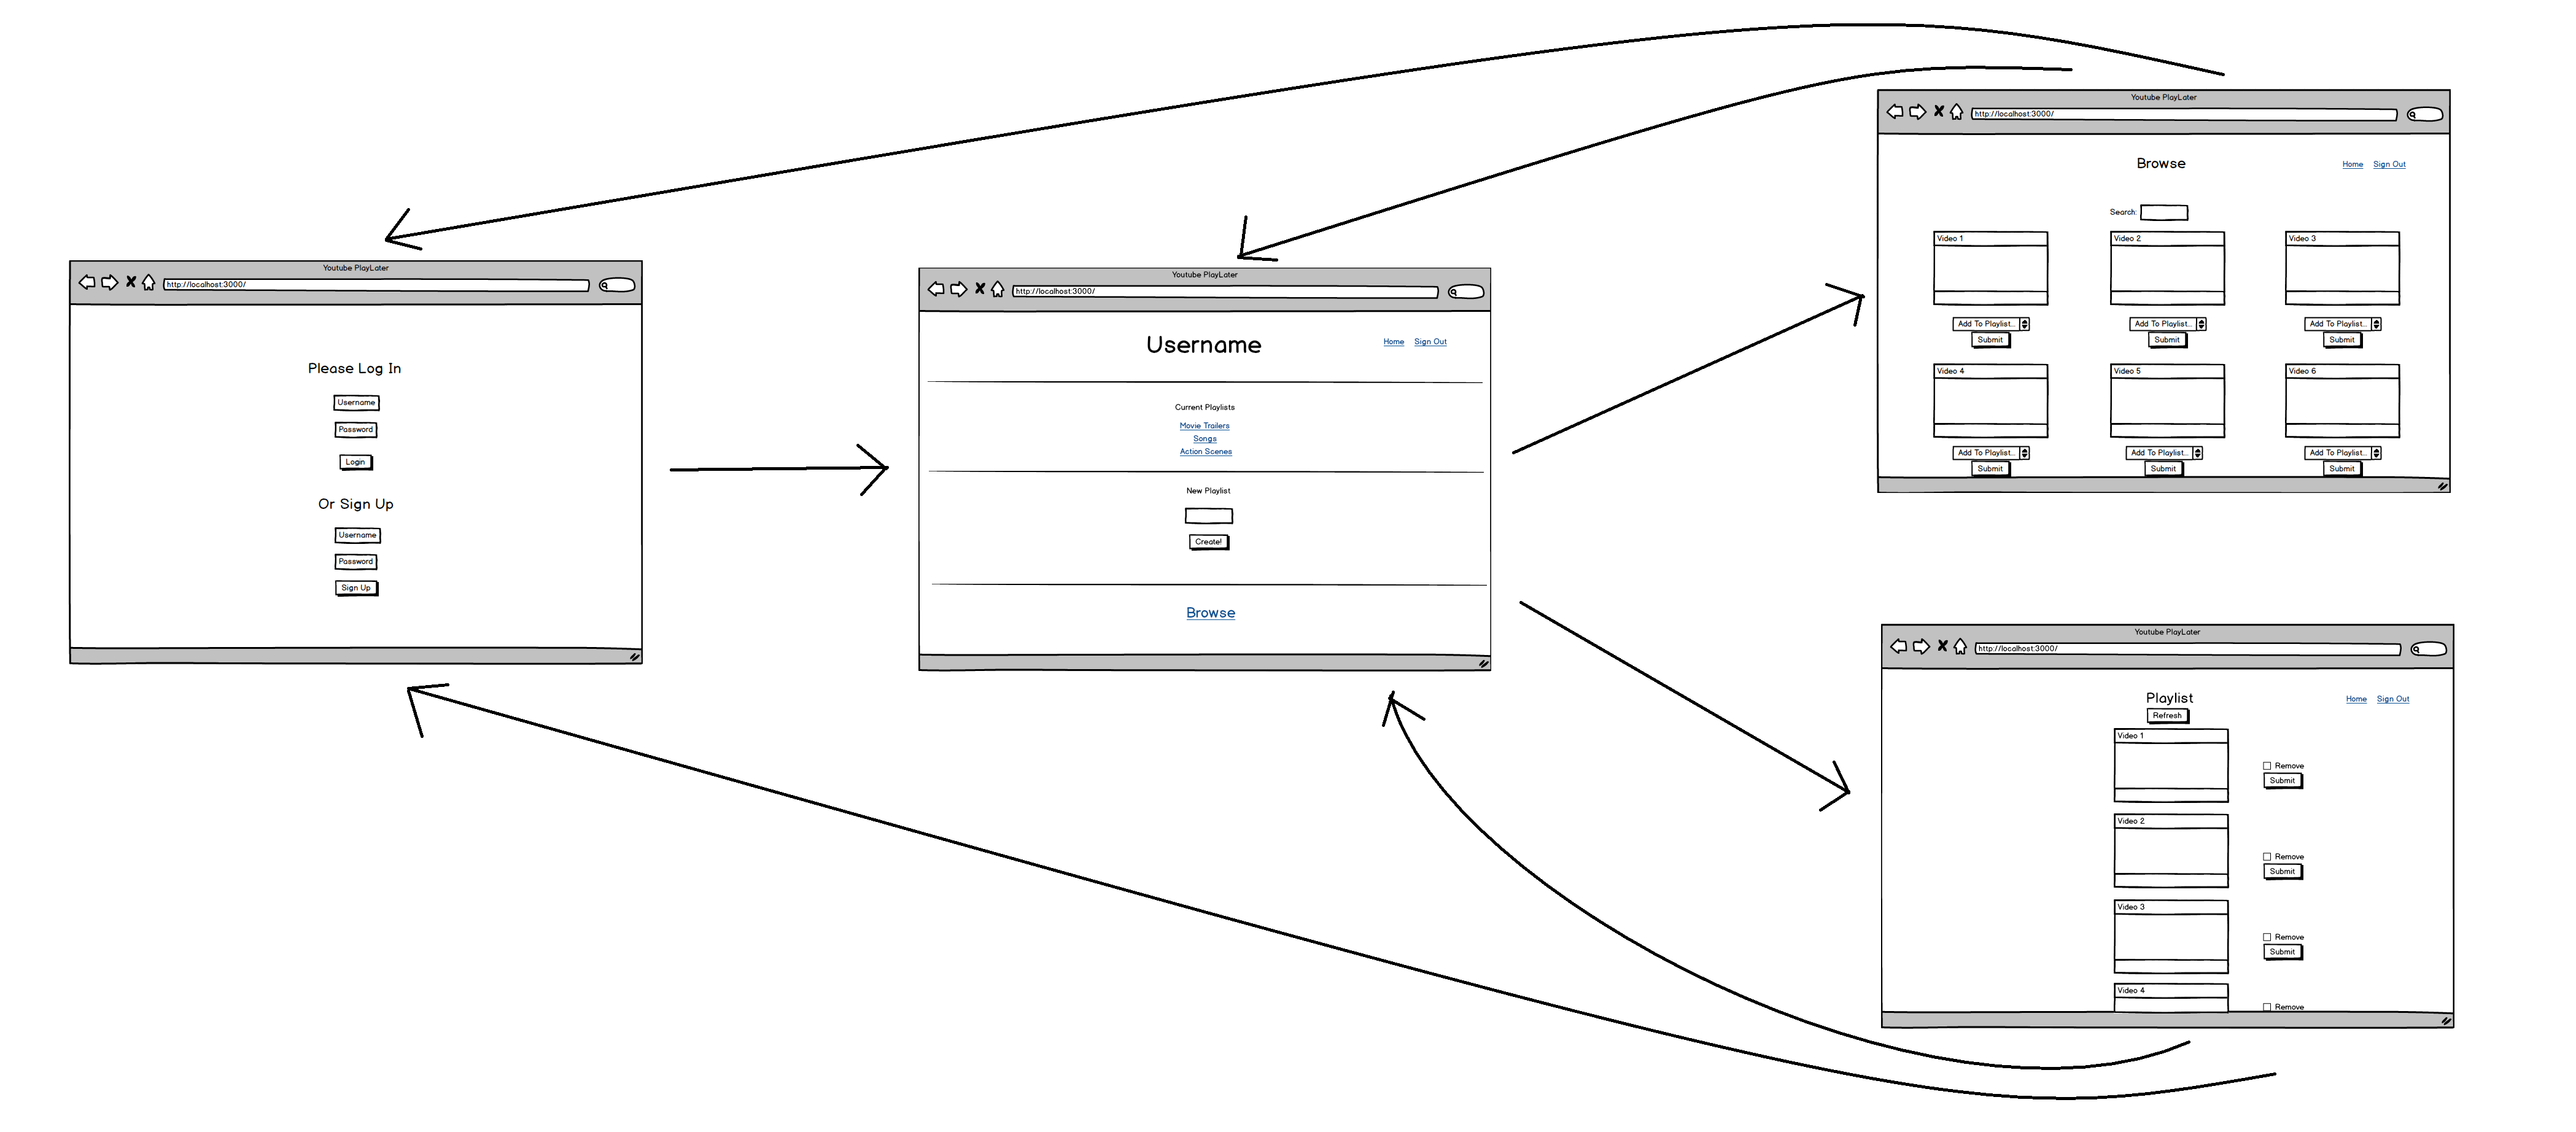 Youtube PlayLater
http://localhost:3000/
Please Log In
Username
Password
Login
Or Sign Up
Username
Password
Sign Up
Youtube PlayLater
http://localhost:3000/
Username
Home Sign Out
Current Playlists
Movie Trailers
Songs
Action Scenes
New Playlist
Create!
Browse
Youtube PlayLater
http://localhost:3000/
Browse
Home Sign Out
Search:
Video 1 Video 2 Video 3
Add To Playlist... Add To Playlist... Add To Playlist...
Submit Submit Submit
Video 4 Video 5 Video 6
Add To Playlist... Add To Playlist... Add To Playlist...
Submit Submit Submit
Youtube PlayLater
http://localhost:3000/
Playlist
Home Sign Out
Refresh
Video 1
Remove
Submit
Video 2
Remove
Submit
Video 3
Remove
Submit
Video 4
Remove